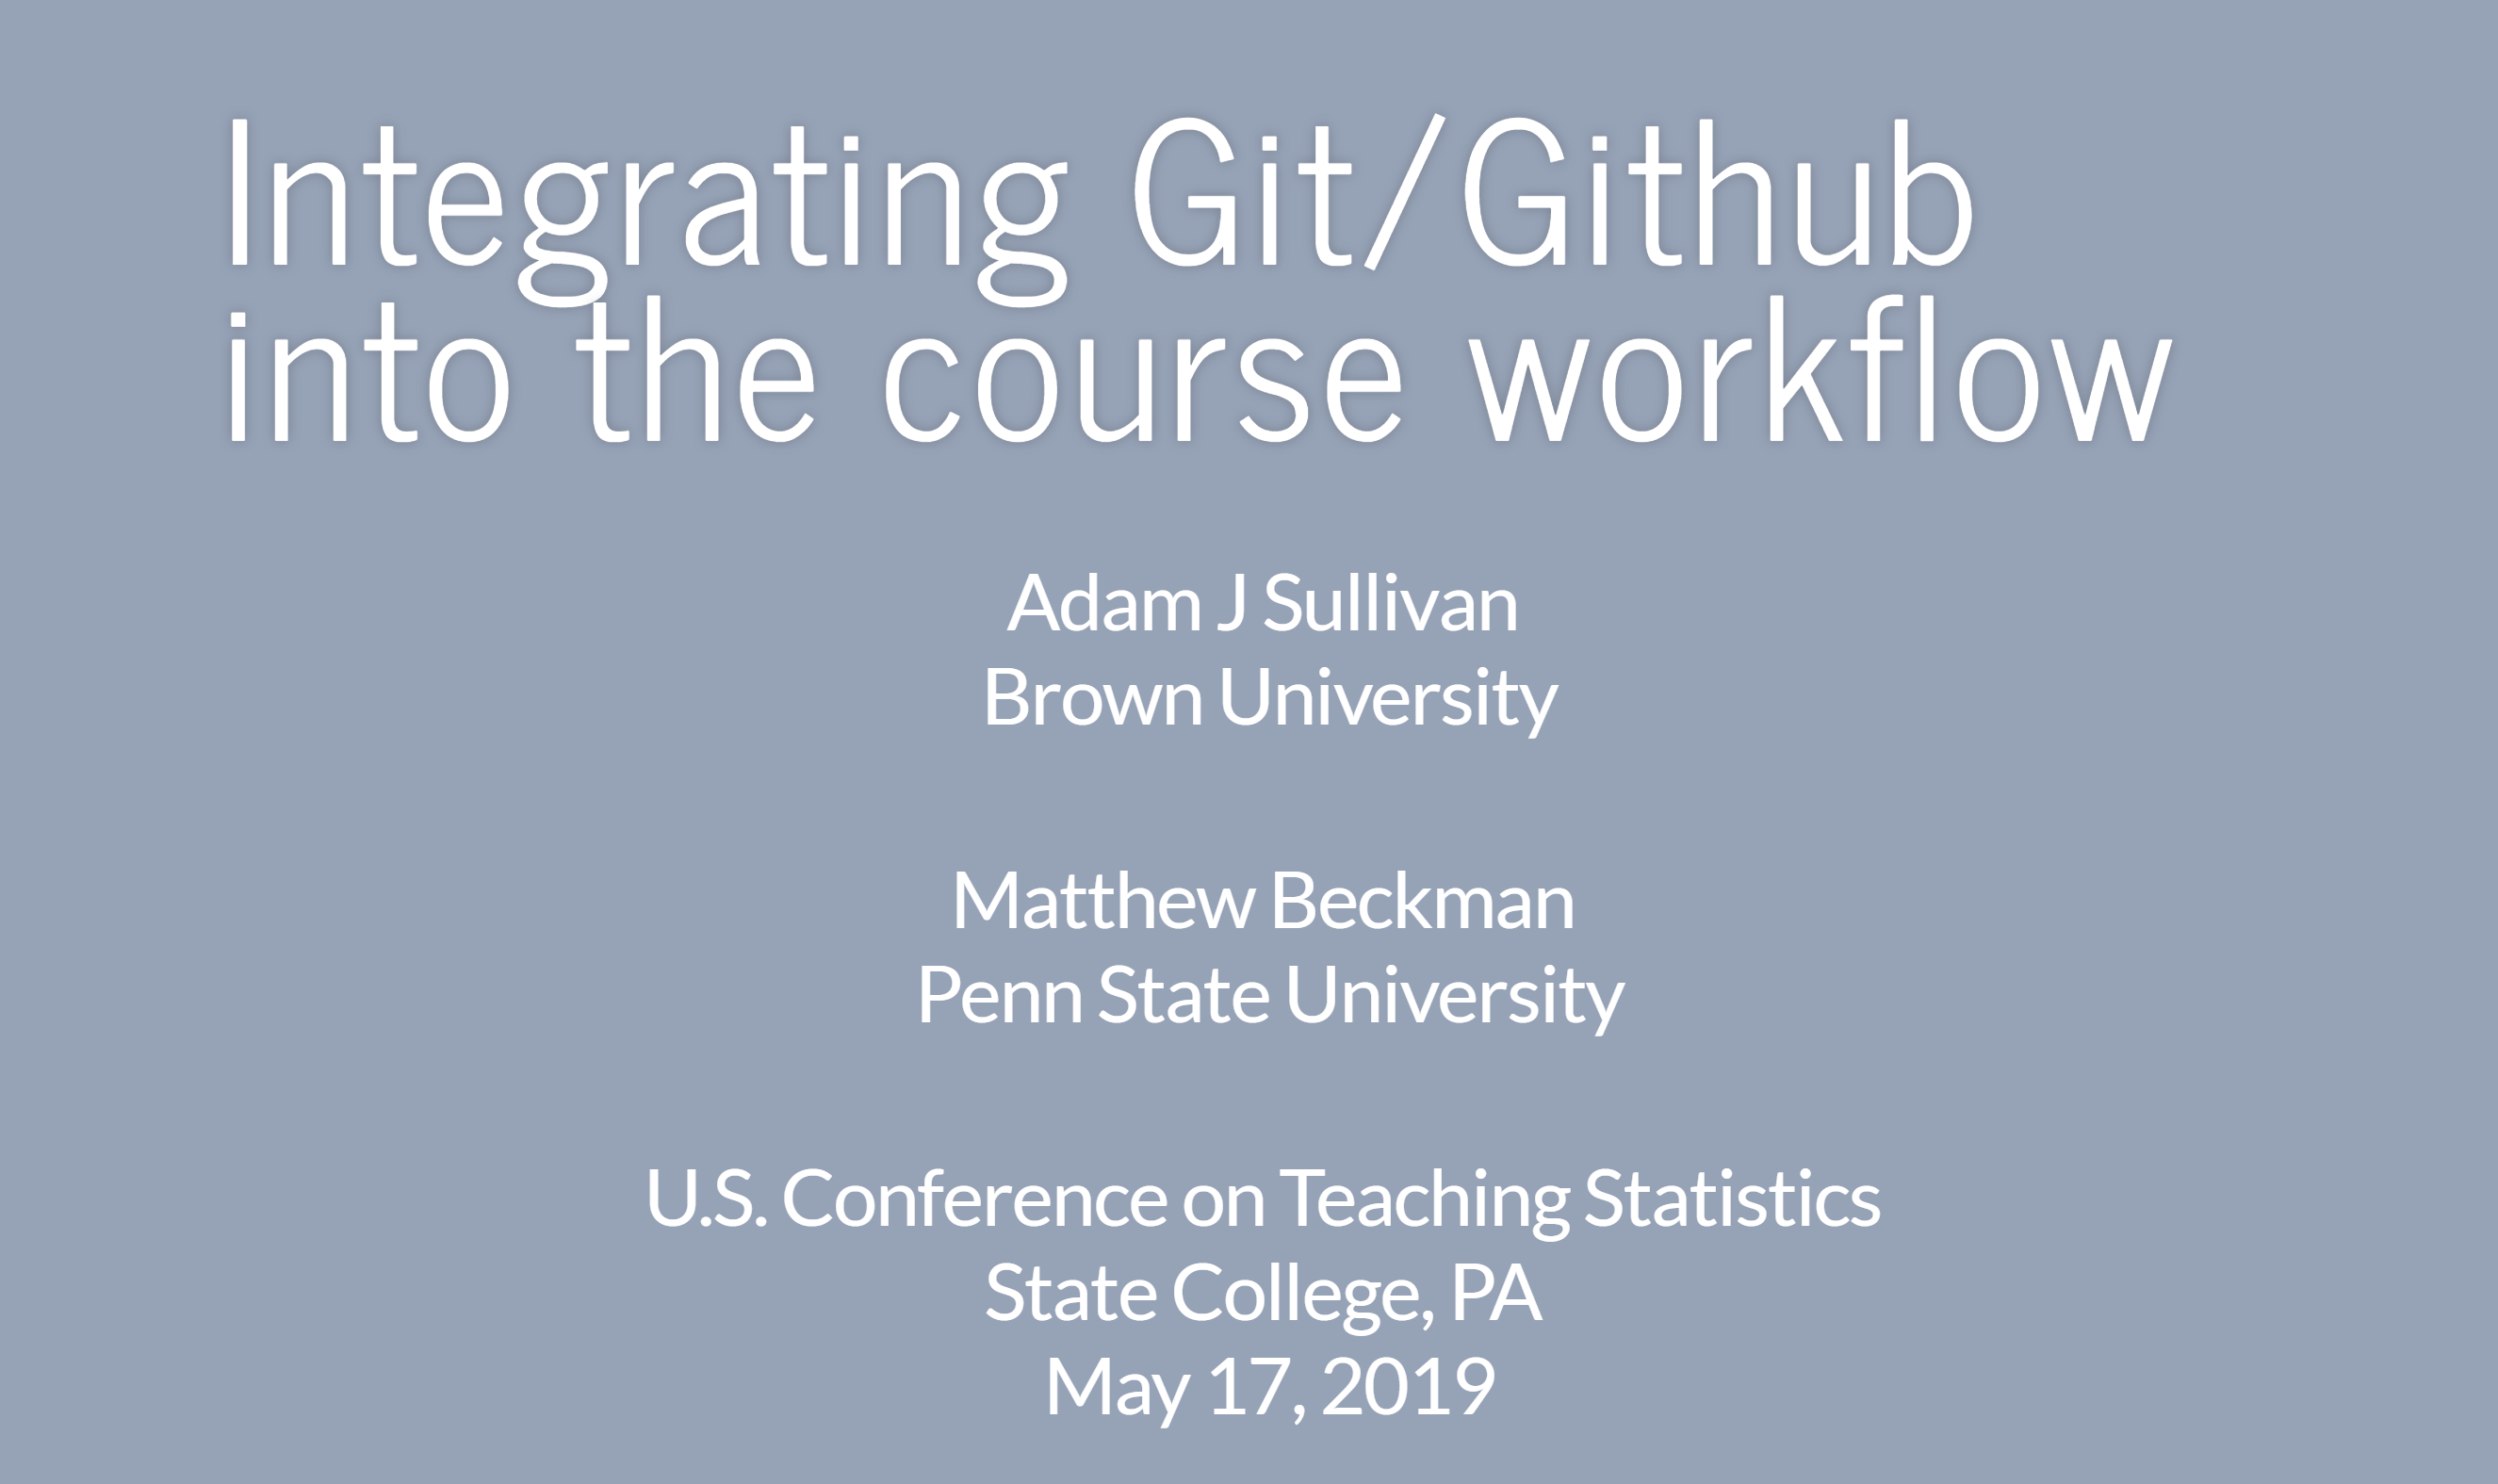 Integrating Git/Github
into the course workflow
Adam J Sullivan
Brown University
Matthew Beckman
Penn State University
U.S. Conference on Teaching Statistics
State College, PA
May 17, 2019